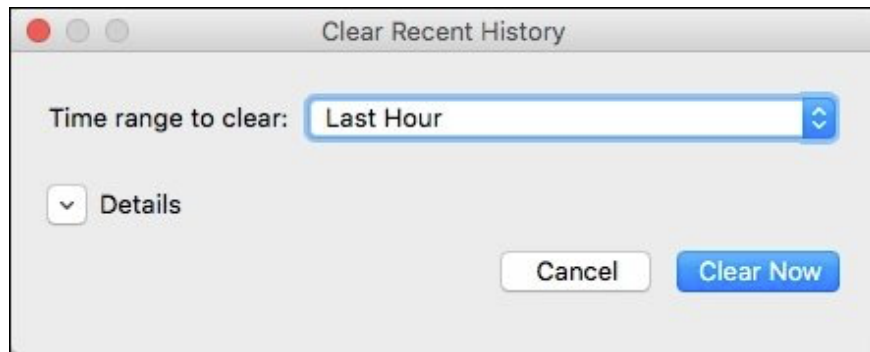 Clear Recent History
Time range to clear: Last Hour
Details
Cancel Clear Now